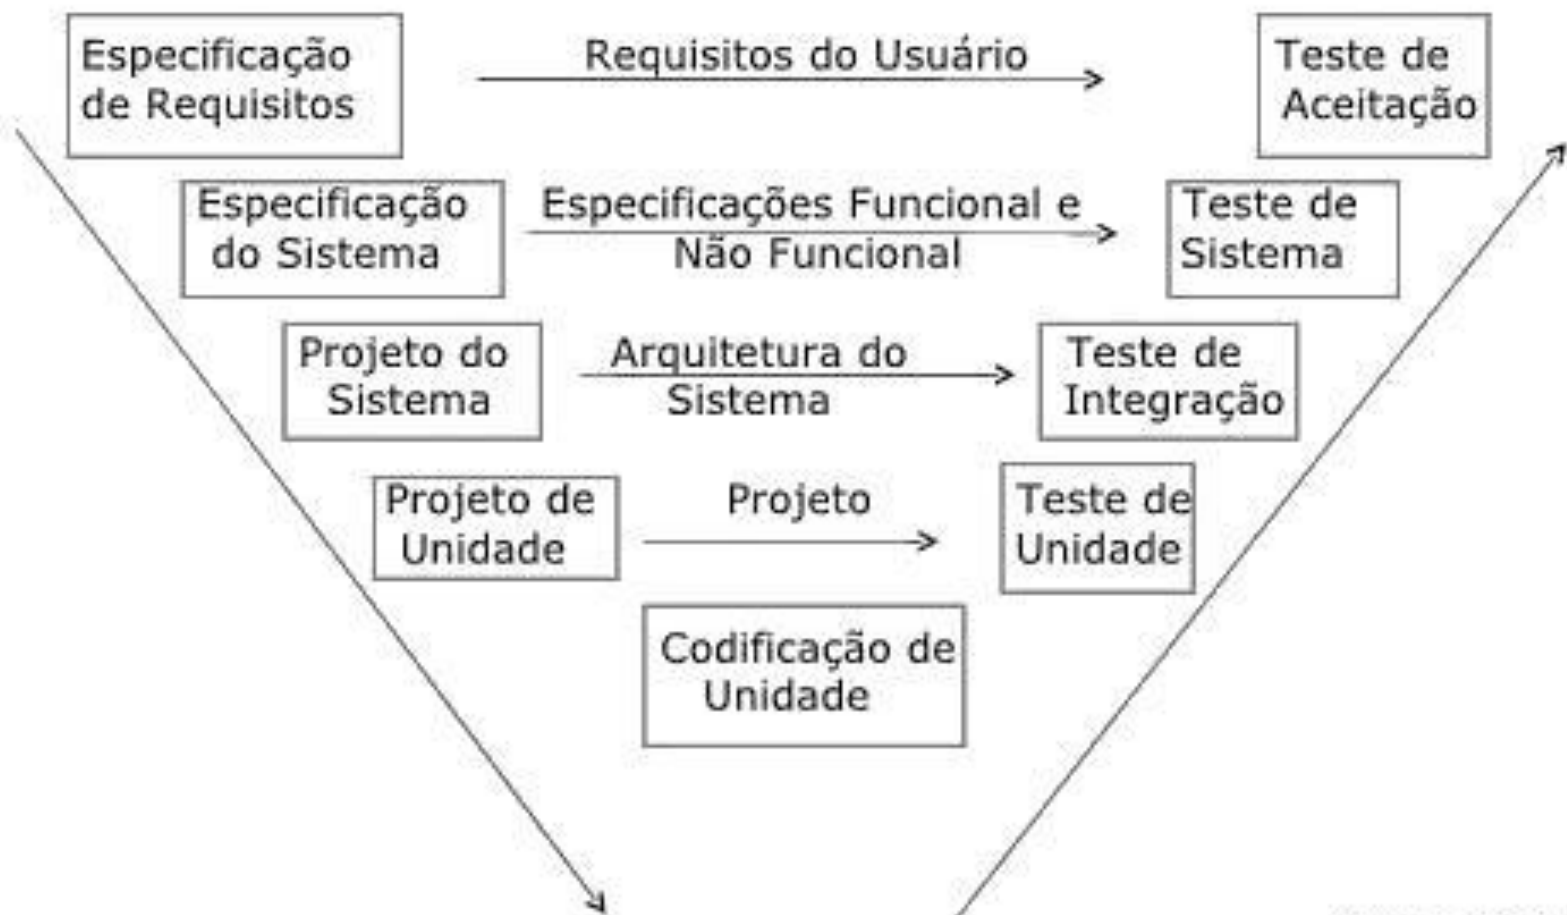 Especificação
de Requisitos
Requisitos do Usuário
Teste de
Aceitação
Especificação
do Sistema
Especificações Funcional e
Não Funcional
Teste de
Sistema
Projeto do
Sistema
Arquitetura do
Sistema
Teste de
Integração
Projeto de
Unidade
Projeto
Teste de
Unidade
Codificação de
Unidade